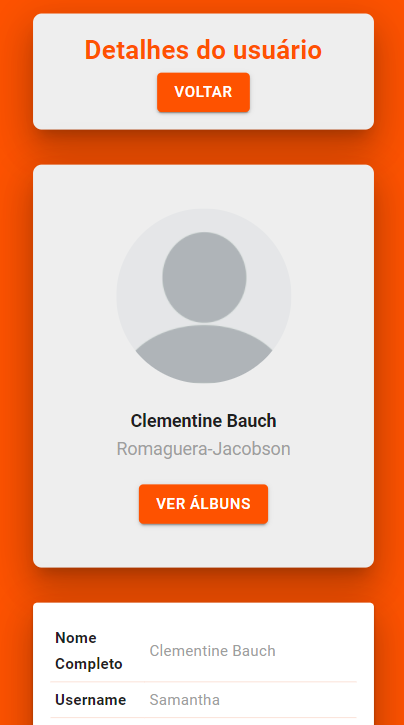 Detalhes do usuário
VOLTAR
Clementine Bauch
Romaguera-Jacobson
VER ÁLBUNS
Nome
Completo
Clementine Bauch
Username Samantha